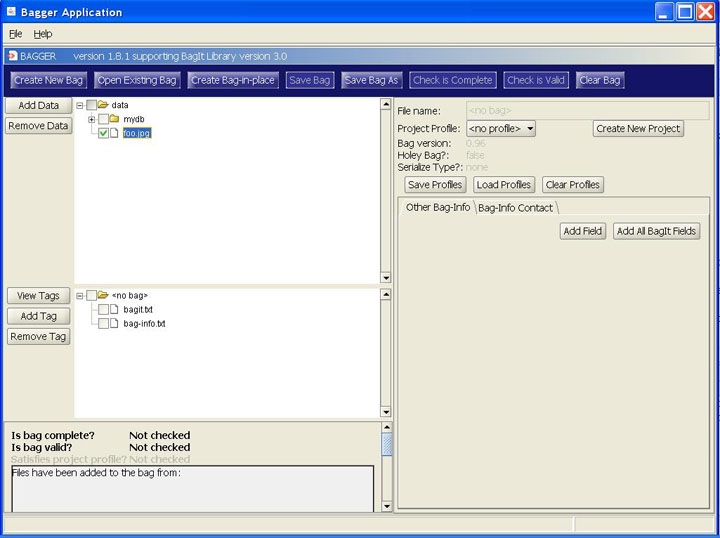 Bagger Application
File Help
BAGGER version 1.8.1 supporting BagIt Library version 3.0
Create New Bag Open Existing Bag Create Bag-in-place Save Bag Save Bag As Check is Complete Check is Valid Clear Bag
Add Data
Remove Data
data
mydb
foo.jpg
File name: <no bag>
Project Profile: <no profile> Create New Project
Bag version: 0.96
Holey Bag?: false
Serialize Type?: none
Save Profiles Load Profiles Clear Profiles
Other Bag-Info Bag-Info Contact
Add Field Add All BagIt Fields
View Tags
Add Tag
Remove Tag
<no bag>
bagit.txt
bag-info.txt
Is bag complete? Not checked
Is bag valid? Not checked
Satisfies project profile? Not checked
Files have been added to the bag from: